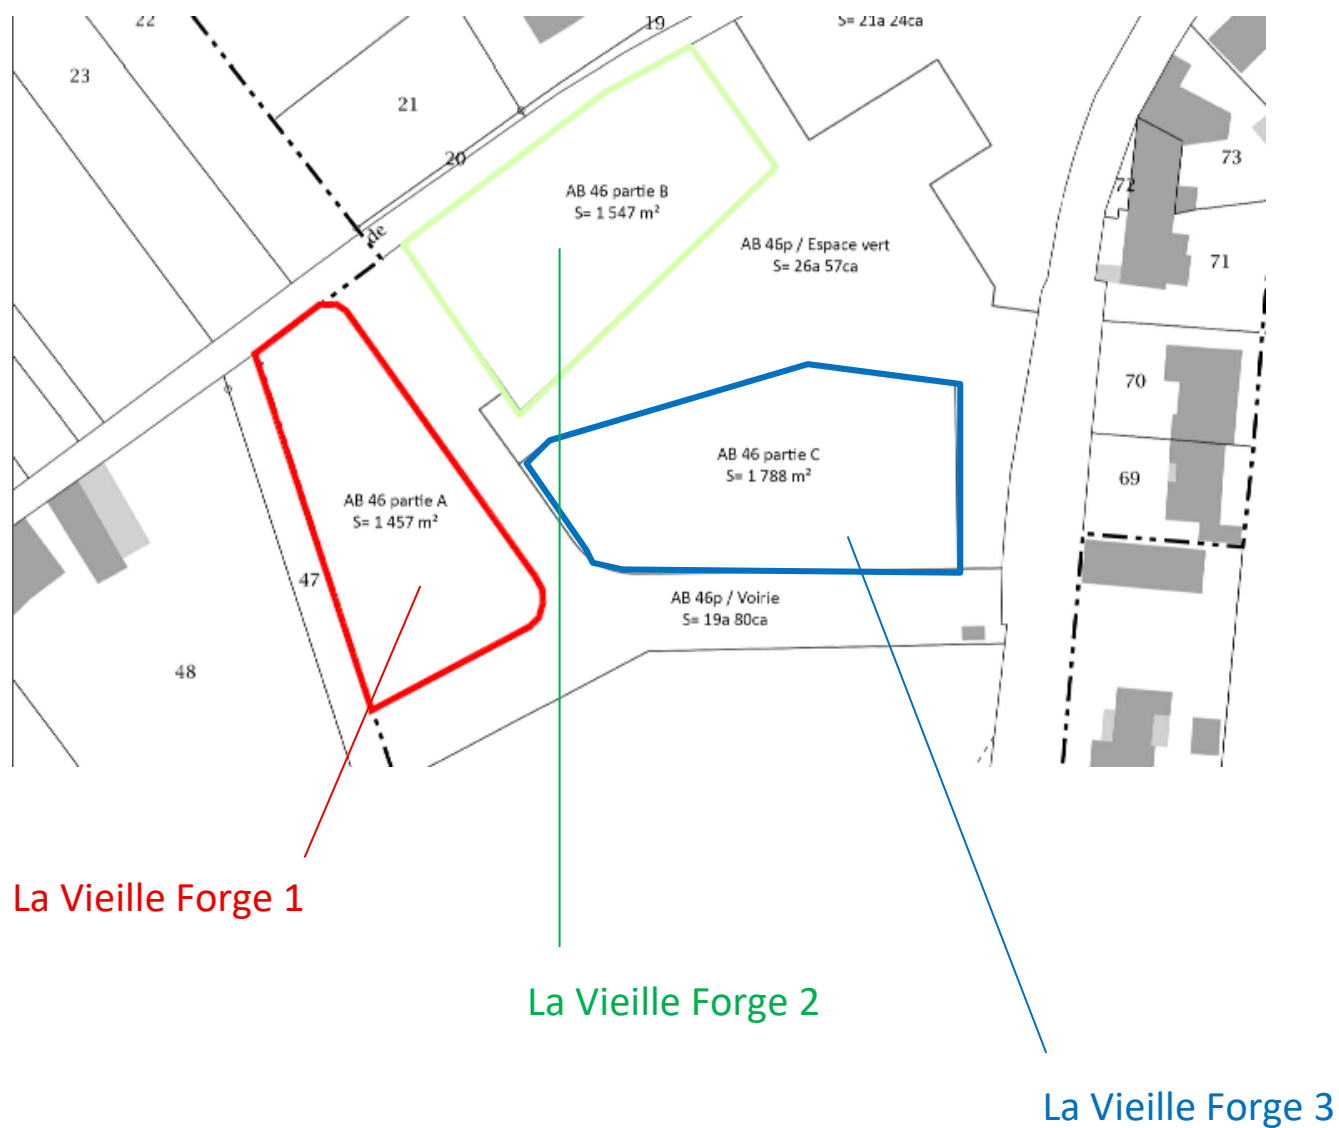 22
19
S= 21a 24ca
23
21
20
de
73
72
71
AB 46 partie B
S= 1 547 m²
AB 46p / Espace vert
S= 26a 57ca
70
69
AB 46 partie C
S= 1 788 m²
AB 46 partie A
S= 1 457 m²
47
AB 46p / Voirie
S= 19a 80ca
48
La Vieille Forge 1
La Vieille Forge 2
La Vieille Forge 3